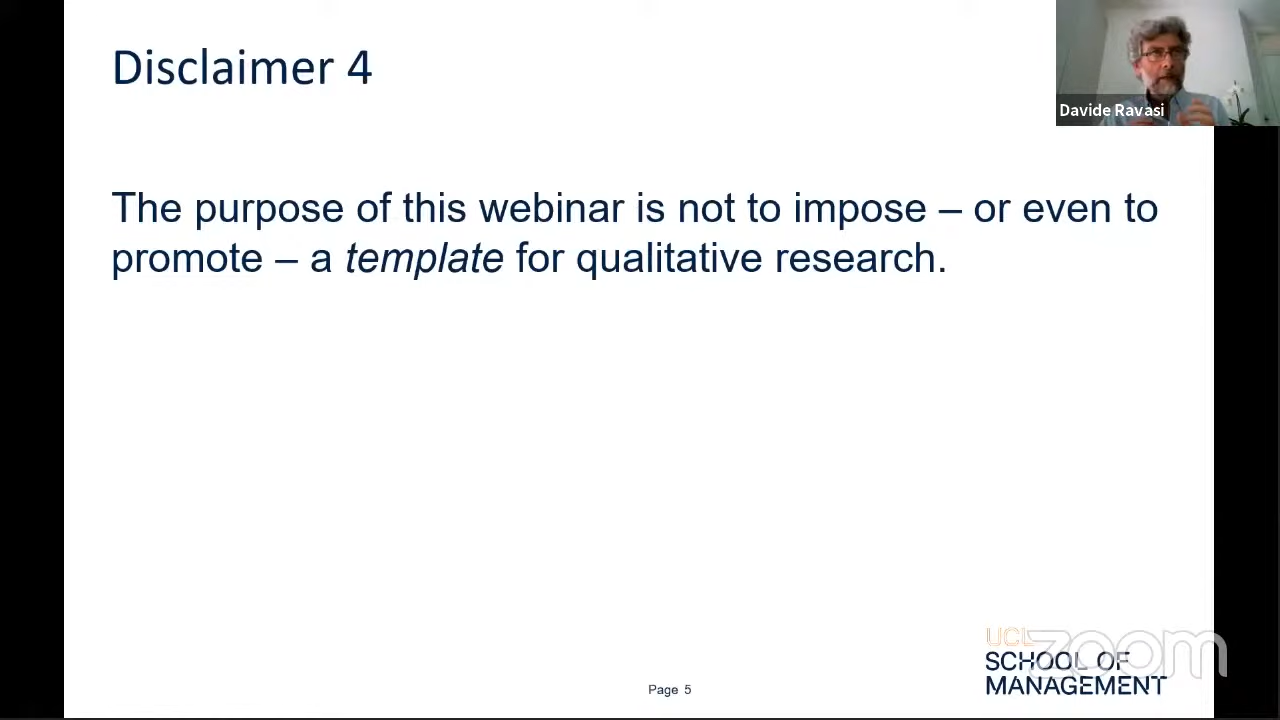 Disclaimer 4
Davide Ravasi
The purpose of this webinar is not to impose – or even to
promote – a template for qualitative research.
UCL
zoom
SCHOOL OF
MANAGEMENT
Page 5